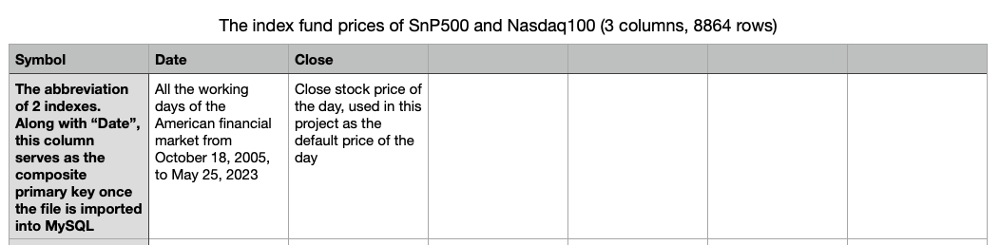 The index fund prices of SnP500 and Nasdaq100 (3 columns, 8864 rows)
Symbol
Date
Close
The abbreviation
of 2 indexes.
Along with “Date”,
this column
serves as the
composite
primary key once
the file is imported
into MySQL
All the working
days of the
American financial
market from
October 18, 2005,
to May 25, 2023
Close stock price of
the day, used in this
project as the
default price of the
day